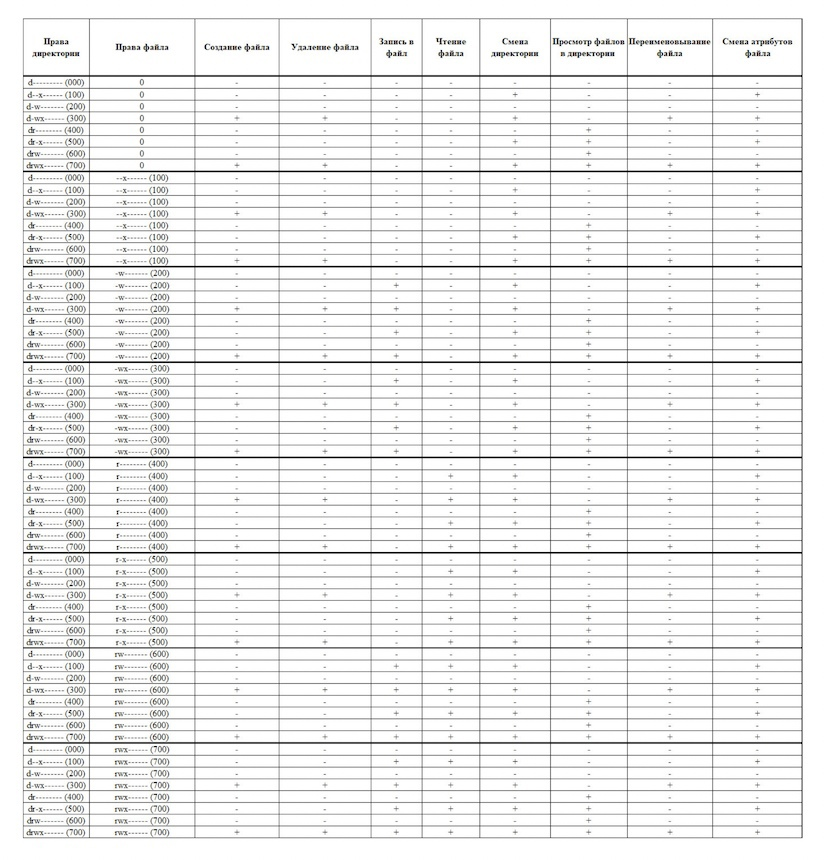 Права директории Права файла Создание файла Удаление файла Запись в файл Чтение файла Смена директории Просмотр файлов в директории Переименовывание файла Смена атрибутов файла
d--------- (000) 0 - - - - - - - -
d--x------ (100) 0 - - - - + - - +
d-w------- (200) 0 - - - - - - - -
d-wx------ (300) 0 + + - - + - + +
dr-------- (400) 0 - - - - - + - -
dr-x------ (500) 0 - - - - + + - +
drw------- (600) 0 - - - - - + - -
drwx------ (700) 0 + + - - + + + +
d--------- (000) --x------ (100) - - - - - - - -
d--x------ (100) --x------ (100) - - - - + - - +
d-w------- (200) --x------ (100) - - - - - - - -
d-wx------ (300) --x------ (100) + + - - + - + +
dr-------- (400) --x------ (100) - - - - - + - -
dr-x------ (500) --x------ (100) - - - - + + - +
drw------- (600) --x------ (100) - - - - - + - -
drwx------ (700) --x------ (100) + + - - + + + +
d--------- (000) -w------- (200) - - - - - - - -
d--x------ (100) -w------- (200) - - + - + - - +
d-w------- (200) -w------- (200) - - - - - - - -
d-wx------ (300) -w------- (200) + + + - + - + +
dr-------- (400) -w------- (200) - - - - - + - -
dr-x------ (500) -w------- (200) - - + - + + - +
drw------- (600) -w------- (200) - - - - - + - -
drwx------ (700) -w------- (200) + + + - + + + +
d--------- (000) -wx------ (300) - - - - - - - -
d--x------ (100) -wx------ (300) - - + - + - - +
d-w------- (200) -wx------ (300) - - - - - - - -
d-wx------ (300) -wx------ (300) + + + - + - + +
dr-------- (400) -wx------ (300) - - - - - + - -
dr-x------ (500) -wx------ (300) - - + - + + - +
drw------- (600) -wx------ (300) - - - - - + - -
drwx------ (700) -wx------ (300) + + + - + + + +
d--------- (000) r-------- (400) - - - - - - - -
d--x------ (100) r-------- (400) - - - + + - - +
d-w------- (200) r-------- (400) - - - - - - - -
d-wx------ (300) r-------- (400) + + - + + - + +
dr-------- (400) r-------- (400) - - - - - + - -
dr-x------ (500) r-------- (400) - - - + + + - +
drw------- (600) r-------- (400) - - - - - + - -
drwx------ (700) r-------- (400) + + - + + + + +
d--------- (000) r-x------ (500) - - - - - - - -
d--x------ (100) r-x------ (500) - - - + + - - +
d-w------- (200) r-x------ (500) - - - - - - - -
d-wx------ (300) r-x------ (500) + + - + + - + +
dr-------- (400) r-x------ (500) - - - - - + - -
dr-x------ (500) r-x------ (500) - - - + + + - +
drw------- (600) r-x------ (500) - - - - - + - -
drwx------ (700) r-x------ (500) + + - + + + + +
d--------- (000) rw------- (600) - - - - - - - -
d--x------ (100) rw------- (600) - - + + + - - +
d-w------- (200) rw------- (600) - - - - - - - -
d-wx------ (300) rw------- (600) + + + + + - + +
dr-------- (400) rw------- (600) - - - - - + - -
dr-x------ (500) rw------- (600) - - + + + + - +
drw------- (600) rw------- (600) - - - - - + - -
drwx------ (700) rw------- (600) + + + + + + + +
d--------- (000) rwx------ (700) - - - - - - - -
d--x------ (100) rwx------ (700) - - + + + - - +
d-w------- (200) rwx------ (700) - - - - - - - -
d-wx------ (300) rwx------ (700) + + + + + - + +
dr-------- (400) rwx------ (700) - - - - - + - -
dr-x------ (500) rwx------ (700) - - + + + + - +
drw------- (600) rwx------ (700) - - - - - + - -
drwx------ (700) rwx------ (700) + + + + + + + +